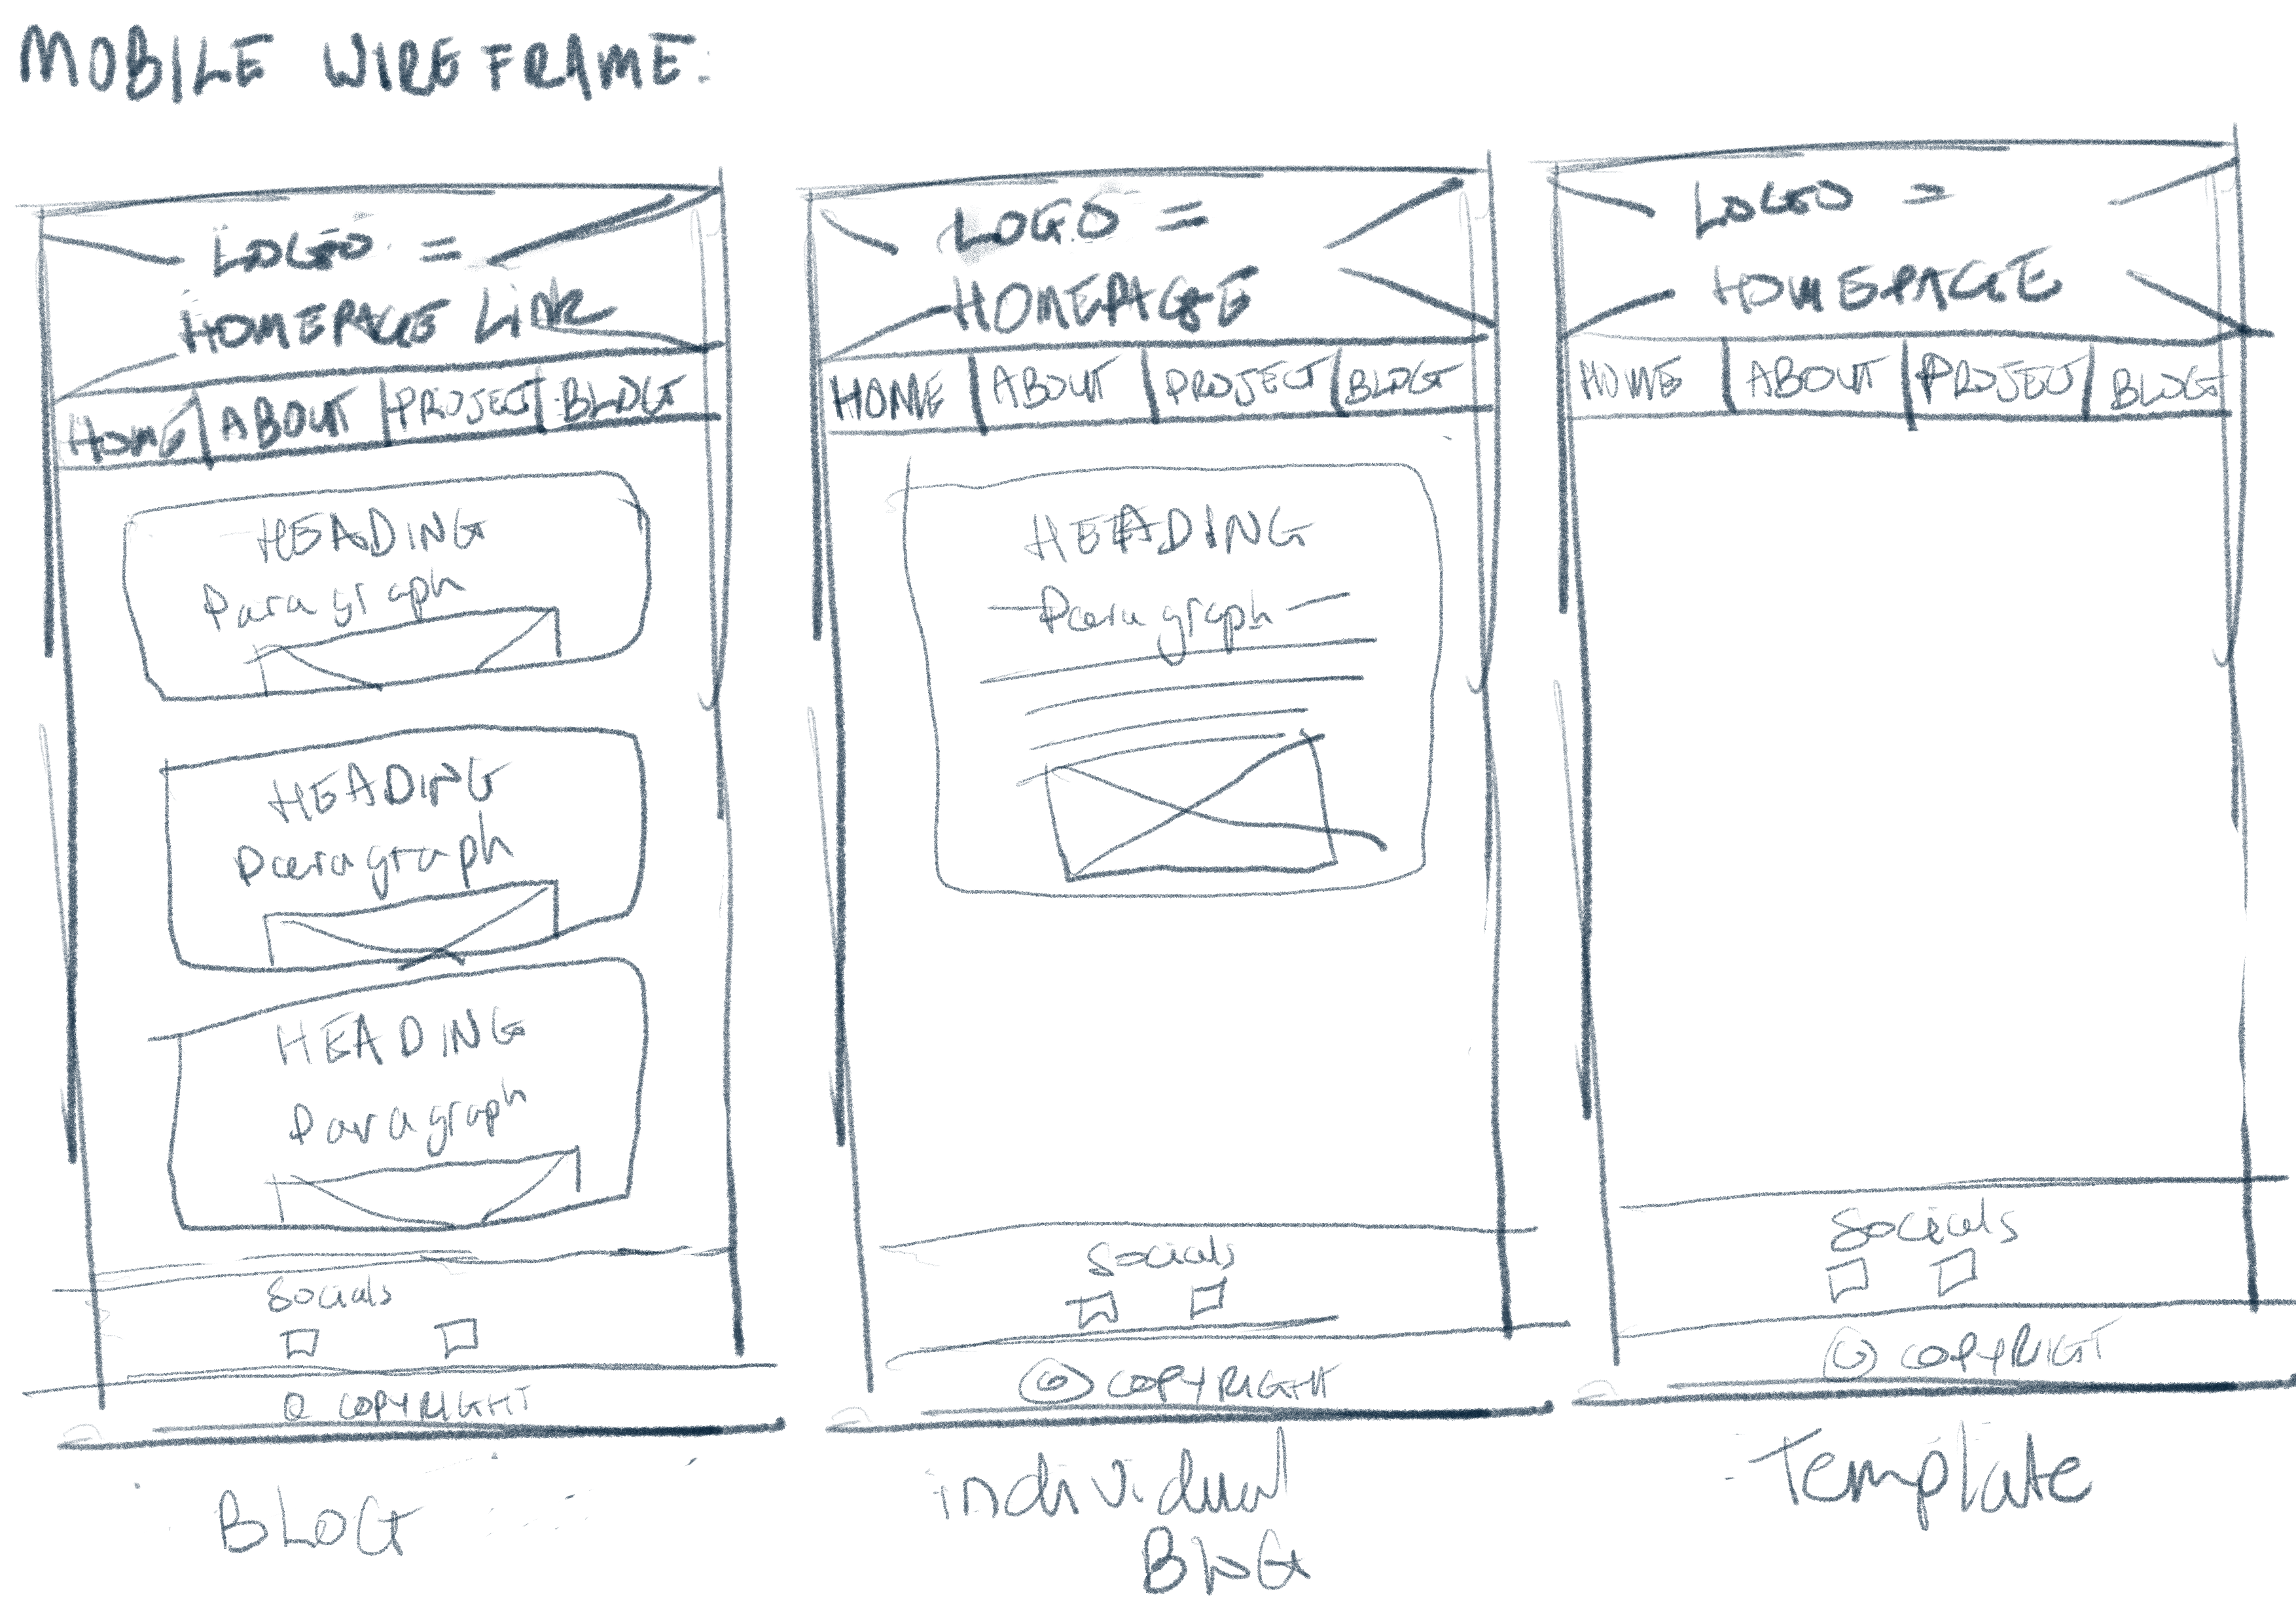 MOBILE WIREFRAME:
LOGO =
HOMEPAGE LINK
HOME ABOUT PROJECT BLOG
HEADING
Paragraph
HEADING
Paragraph
HEADING
Paragraph
Socials
© COPYRIGHT
BLOG
LOGO =
HOMEPAGE
HOME ABOUT PROJECT BLOG
HEADING
Paragraph
Socials
© COPYRIGHT
individual
BLOG
LOGO =
HOMEPAGE
HOME ABOUT PROJECT BLOG
Socials
© COPYRIGHT
Template